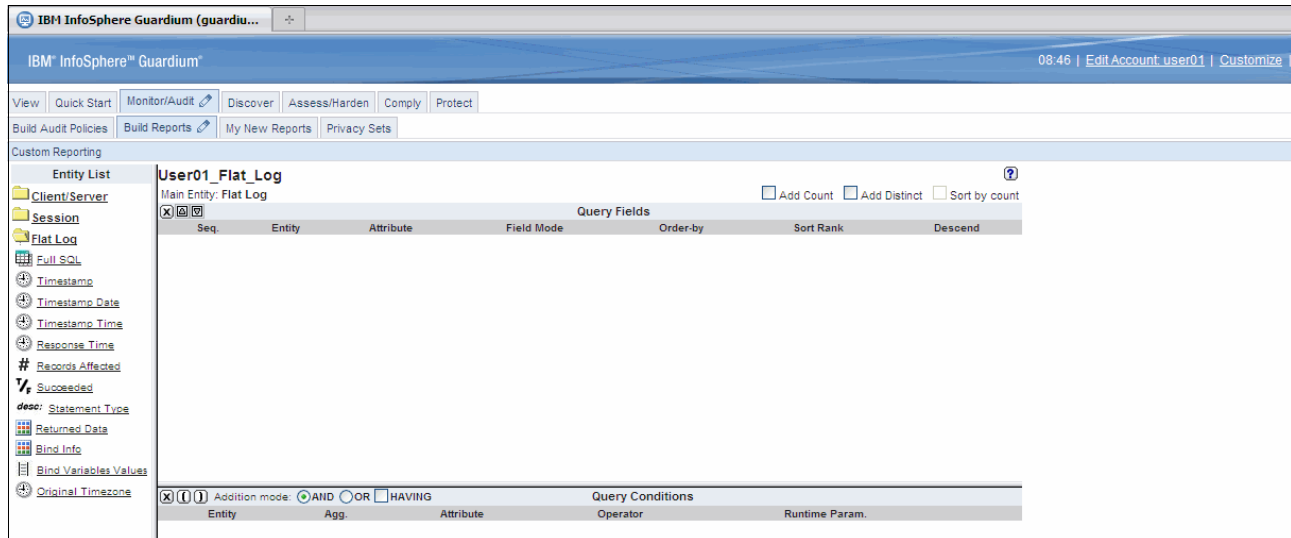 IBM InfoSphere Guardium (guardiu...
IBM® InfoSphere™ Guardium®
08:46 | Edit Account: user01 | Customize |
View Quick Start Monitor/Audit Discover Assess/Harden Comply Protect
Build Audit Policies Build Reports My New Reports Privacy Sets
Custom Reporting
Entity List
Client/Server
Session
Flat Log
Full SQL
Timestamp
Timestamp Date
Timestamp Time
Response Time
# Records Affected
T/F Succeeded
desc: Statement Type
Returned Data
Bind Info
Bind Variables Values
Original Timezone
User01_Flat_Log
?
Main Entity: Flat Log
Add Count Add Distinct Sort by count
X Query Fields
Seq. Entity Attribute Field Mode Order-by Sort Rank Descend
X ( ) Addition mode: AND OR HAVING Query Conditions
Entity Agg. Attribute Operator Runtime Param.